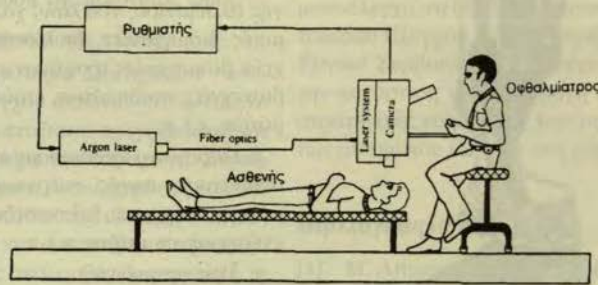 Ρυθμιστής
Οφθαλμίατρος
Laser system
Camera
Argon laser
Fiber optics
Ασθενής